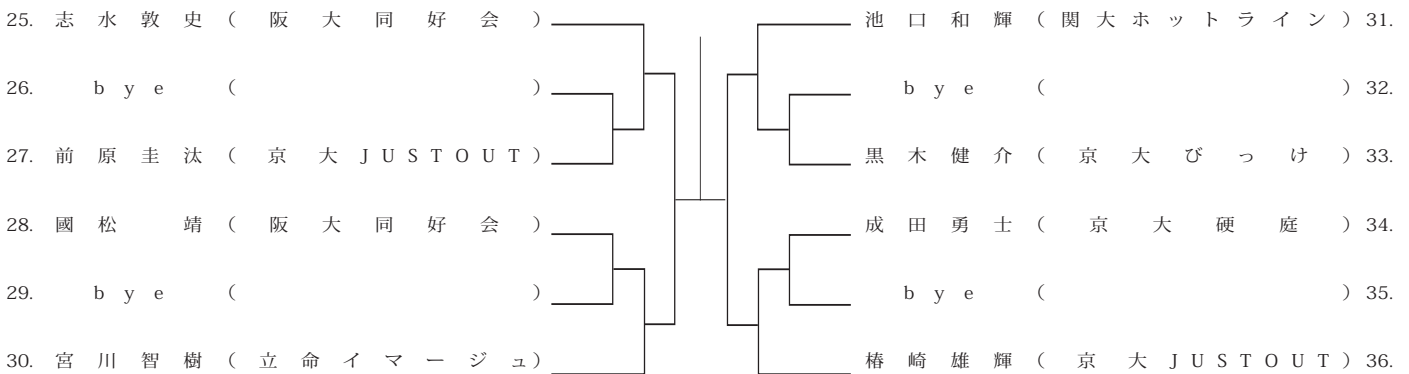 25. 志水敦史（阪大同好会）
26. bye（ ）
27. 前原圭汰（京大JUSTOUT）
28. 國松 靖（阪大同好会）
29. bye（ ）
30. 宮川智樹（立命イマージュ）
池口和輝（関大ホットライン）31.
bye（ ）32.
黒木健介（京大びっけ）33.
成田勇士（京大硬庭）34.
bye（ ）35.
椿崎雄輝（京大JUSTOUT）36.